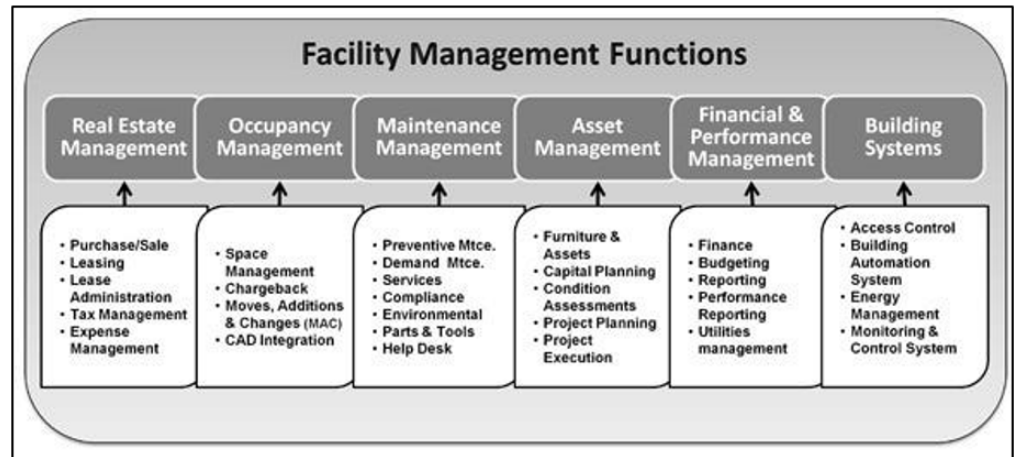 Facility Management Functions
Real Estate
Management
Occupancy
Management
Maintenance
Management
Asset
Management
Financial &
Performance
Management
Building
Systems
• Purchase/Sale
• Leasing
• Lease
Administration
• Tax Management
• Expense
Management
• Space
Management
• Chargeback
• Moves, Additions
& Changes (MAC)
• CAD Integration
• Preventive Mtce.
• Demand Mtce.
• Services
• Compliance
• Environmental
• Parts & Tools
• Help Desk
• Furniture &
Assets
• Capital Planning
• Condition
Assessments
• Project Planning
• Project
Execution
• Finance
• Budgeting
• Reporting
• Performance
Reporting
• Utilities
management
• Access Control
• Building
Automation
System
• Energy
Management
• Monitoring &
Control System